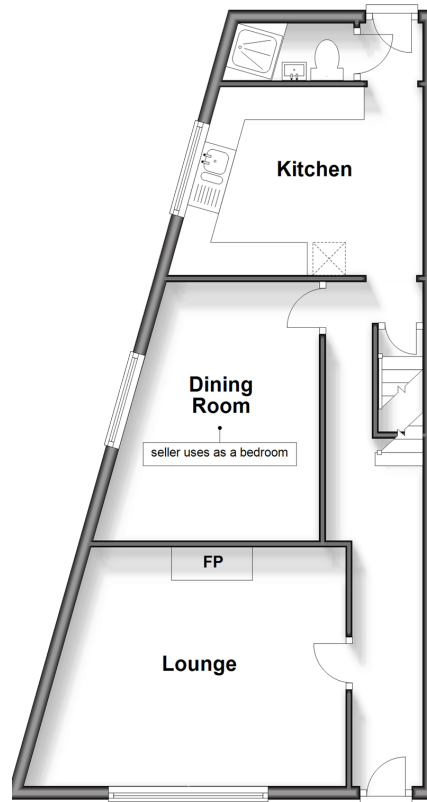 Kitchen
Dining
Room
seller uses as a bedroom
FP
Lounge